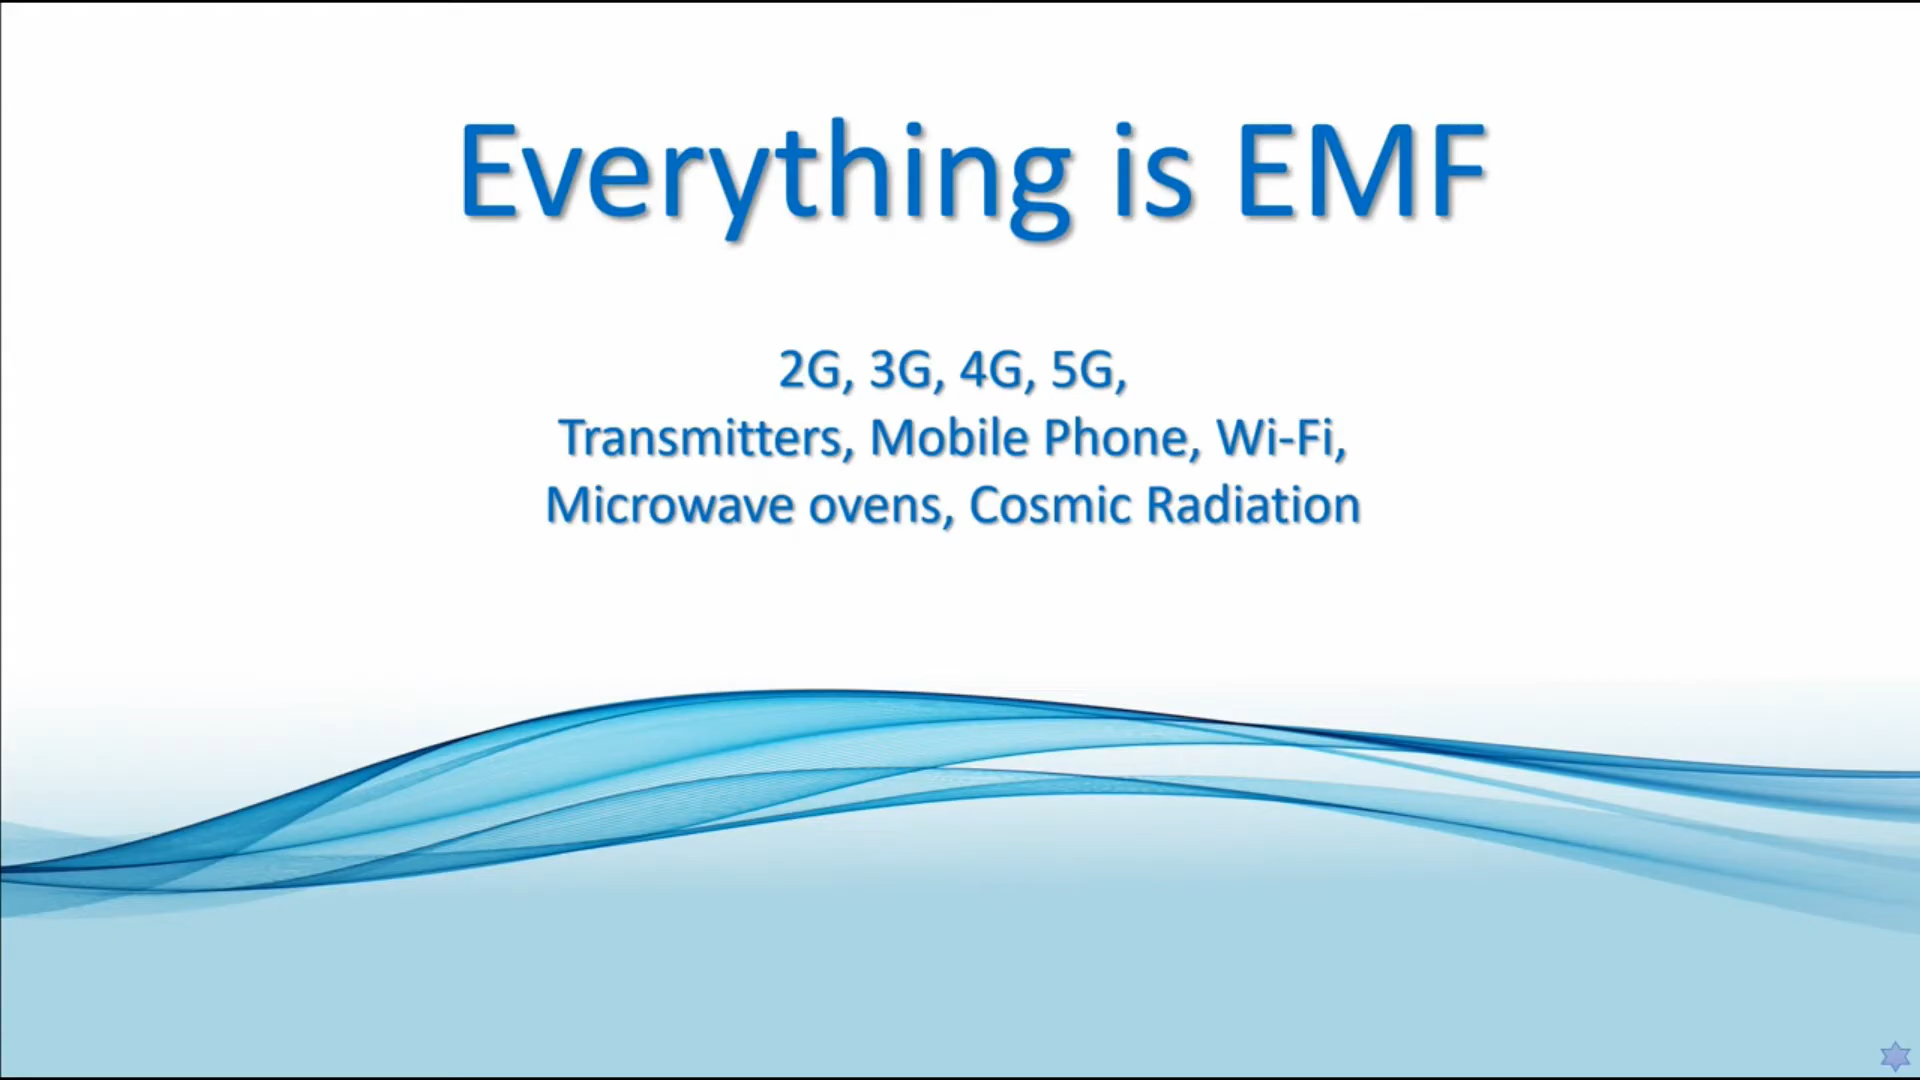 Everything is EMF
2G, 3G, 4G, 5G,
Transmitters, Mobile Phone, Wi-Fi,
Microwave ovens, Cosmic Radiation